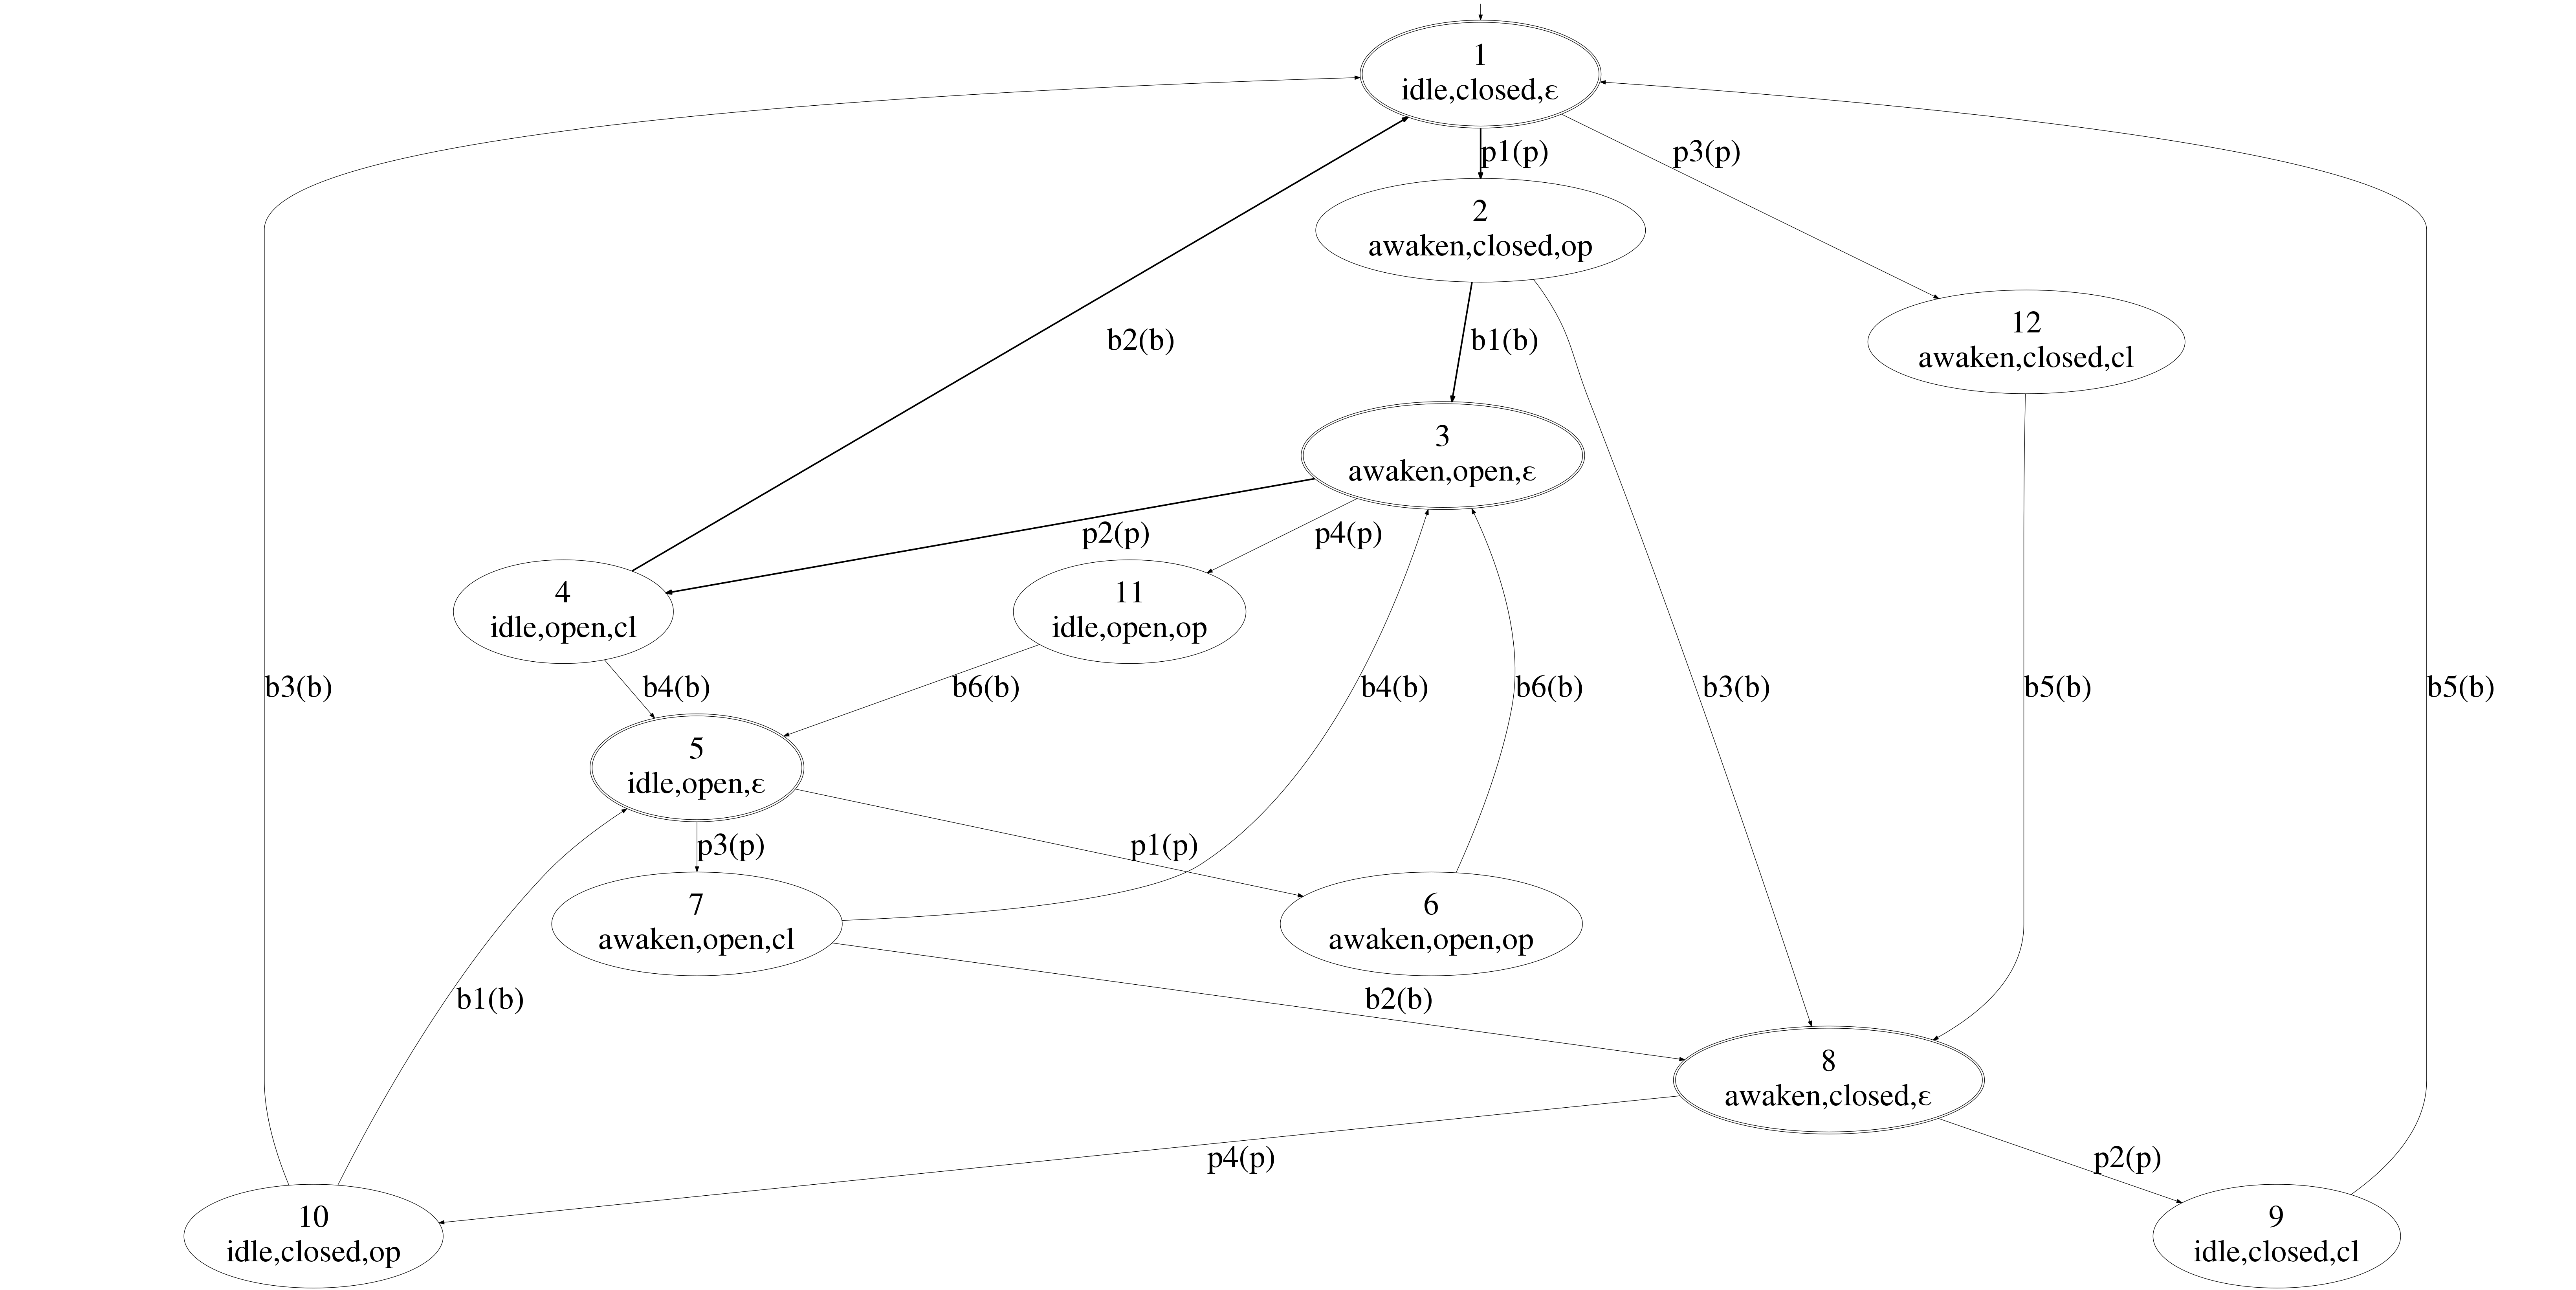 1
idle,closed,ε
p1(p)
p3(p)
2
awaken,closed,op
12
awaken,closed,cl
b2(b)
b1(b)
3
awaken,open,ε
p2(p)
p4(p)
4
idle,open,cl
11
idle,open,op
b3(b)
b4(b)
b6(b)
b4(b)
b6(b)
b3(b)
b5(b)
b5(b)
5
idle,open,ε
p3(p)
p1(p)
7
awaken,open,cl
6
awaken,open,op
b1(b)
b2(b)
8
awaken,closed,ε
p4(p)
p2(p)
10
idle,closed,op
9
idle,closed,cl